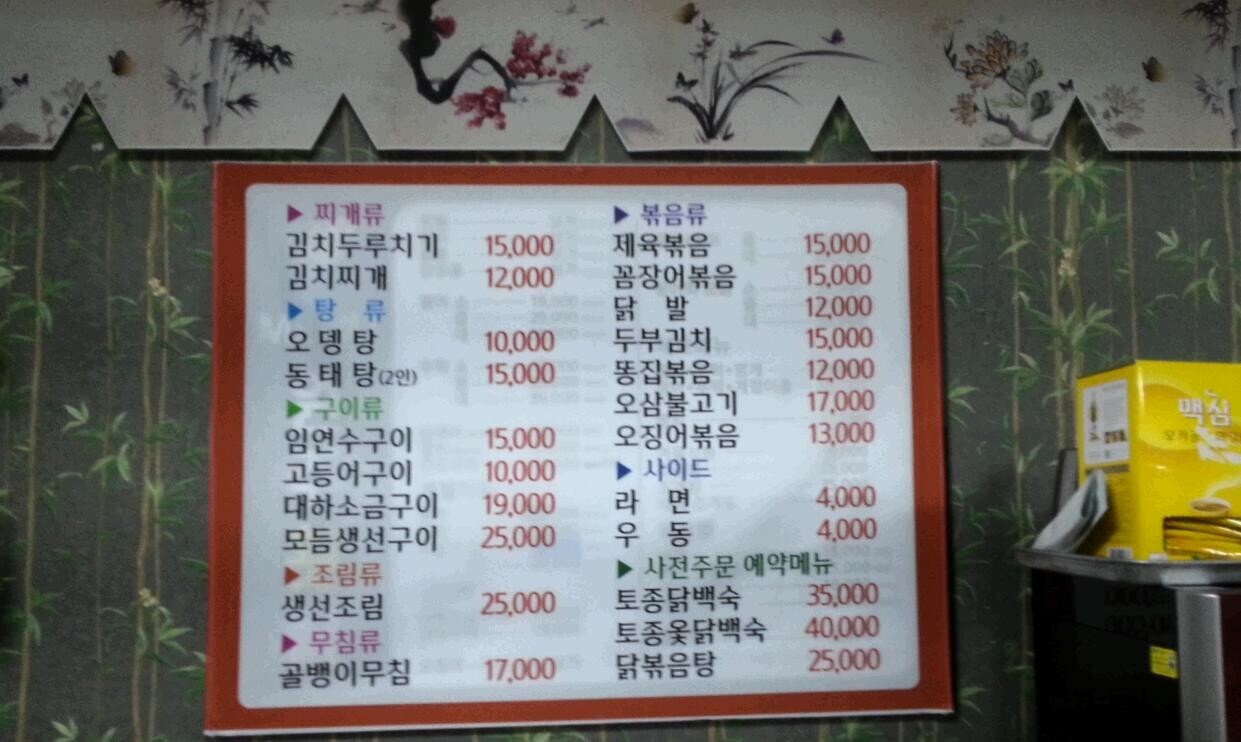 ▶ 찌개류
김치두루치기 15,000
김치찌개 12,000
▶ 탕 류
오뎅탕 10,000
동태탕(2인) 15,000
▶ 구이류
임연수구이 15,000
고등어구이 10,000
대하소금구이 19,000
모듬생선구이 25,000
▶ 조림류
생선조림 25,000
▶ 무침류
골뱅이무침 17,000
▶ 볶음류
제육볶음 15,000
꼼장어볶음 15,000
닭 발 12,000
두부김치 15,000
똥집볶음 12,000
오삼불고기 17,000
오징어볶음 13,000
▶ 사이드
라 면 4,000
우 동 4,000
▶ 사전주문 예약메뉴
토종닭백숙 35,000
토종옻닭백숙 40,000
닭볶음탕 25,000
맥심